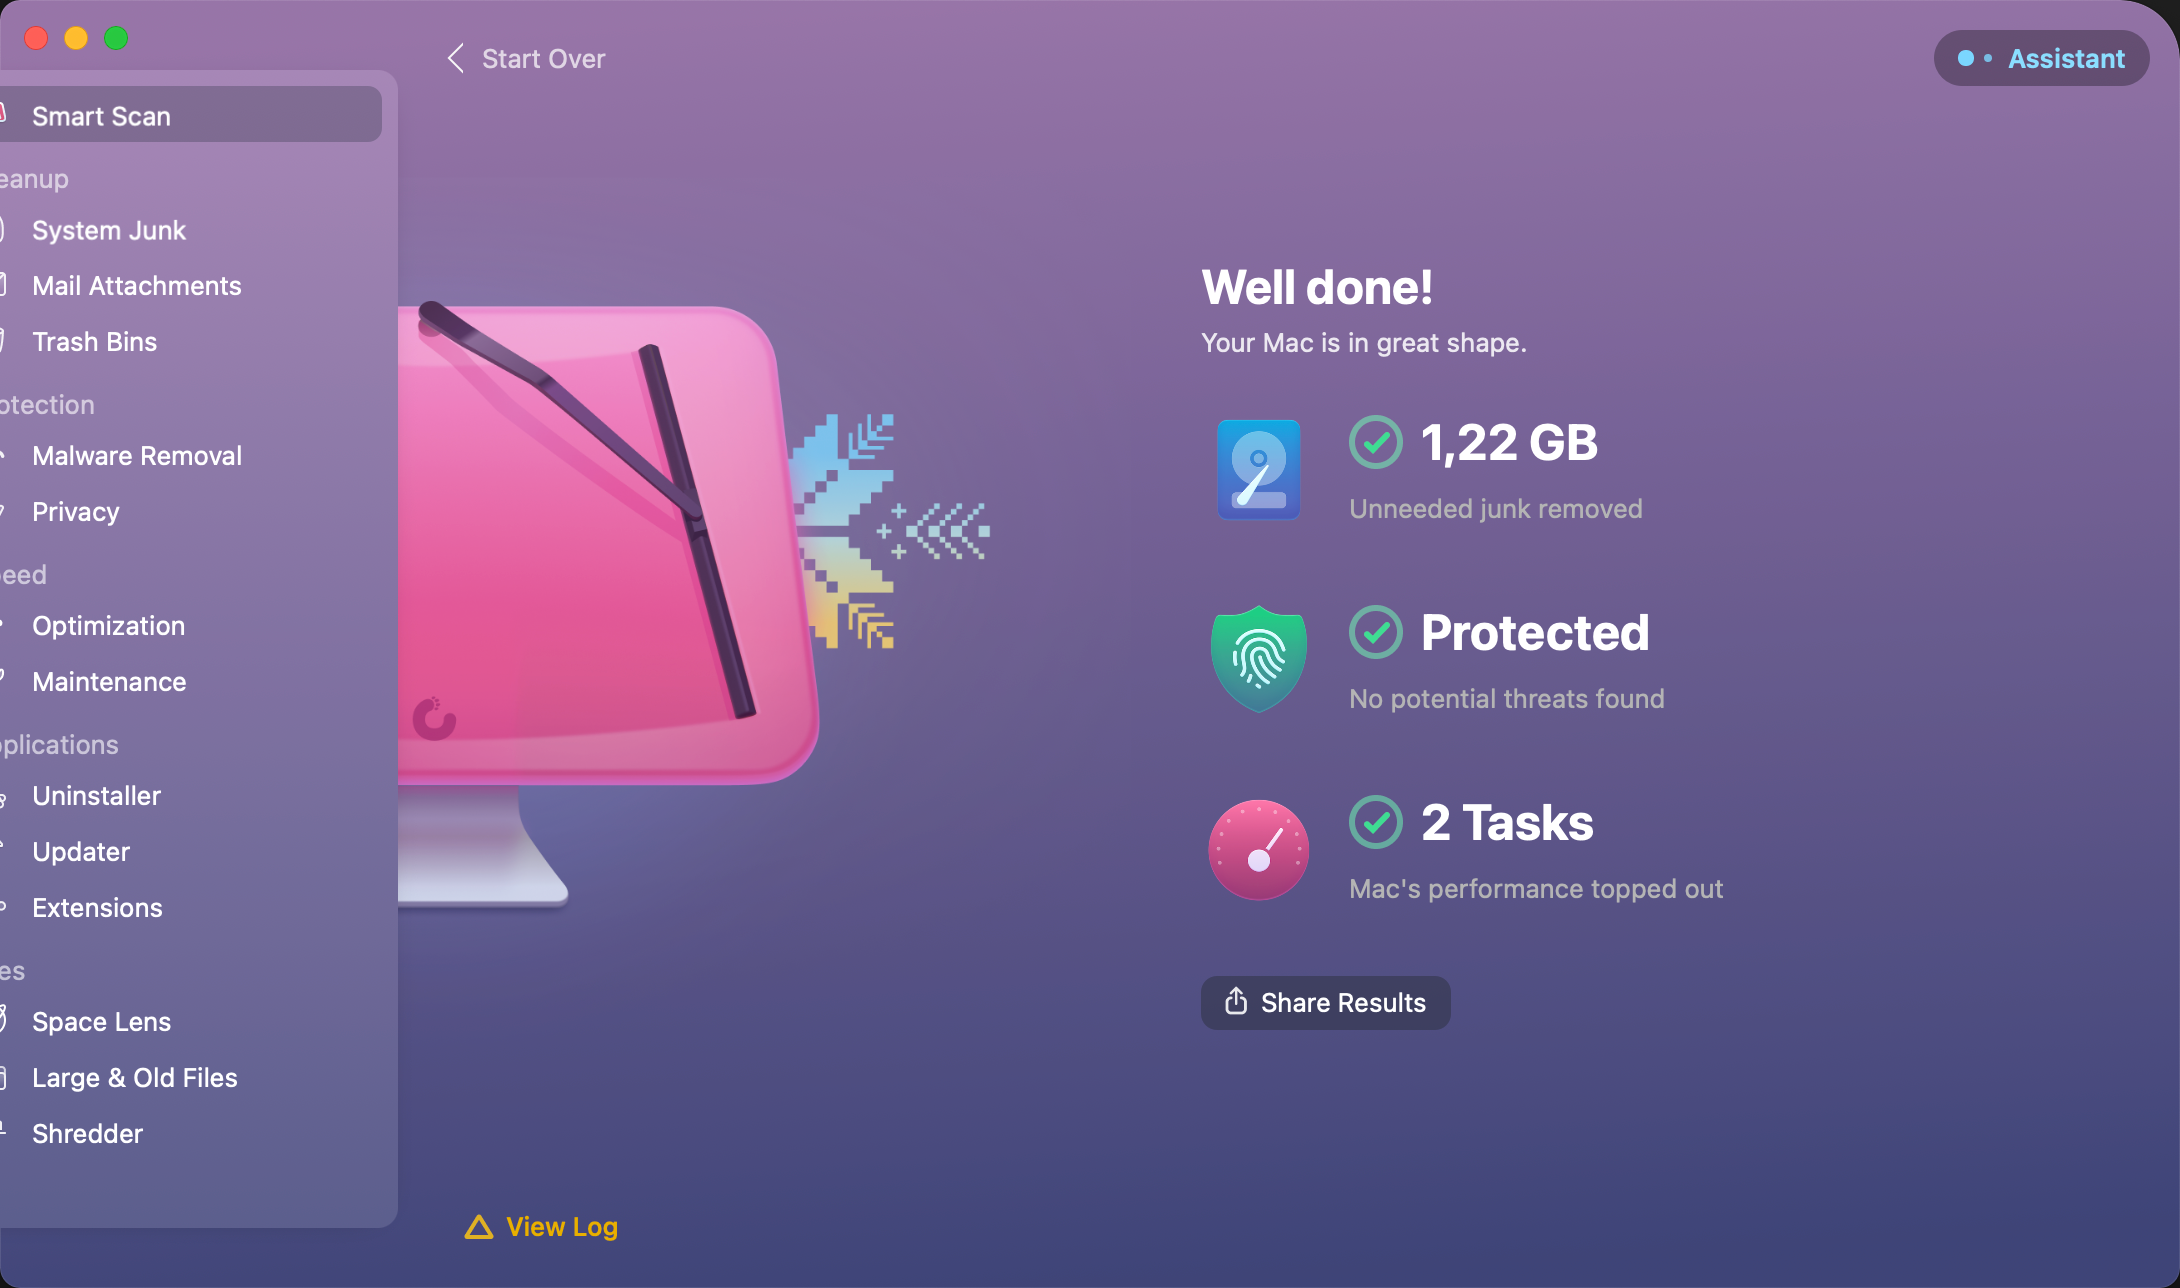 Start Over
Assistant
Smart Scan
eanup
System Junk
Mail Attachments
Trash Bins
otection
Malware Removal
Privacy
eed
Optimization
Maintenance
plications
Uninstaller
Updater
Extensions
es
Space Lens
Large & Old Files
Shredder
Well done!
Your Mac is in great shape.
1,22 GB
Unneeded junk removed
Protected
No potential threats found
2 Tasks
Mac's performance topped out
Share Results
View Log